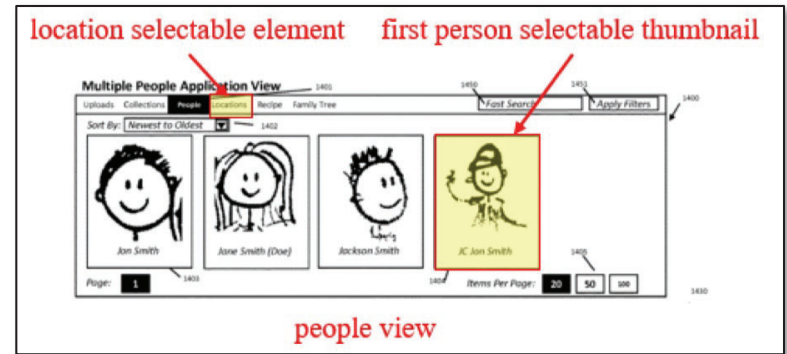 location selectable element first person selectable thumbnail
Multiple People Application View 1401 1450 1451
Uploads Collections People Locations Recipe Family Tree Fast Search Apply Filters 1400
Sort By: Newest to Oldest 1402
Jon Smith Jane Smith (Doe) Jackson Smith JC Jon Smith
1403 1404 1405
Page: 1 Items Per Page: 20 50 100 1430
people view